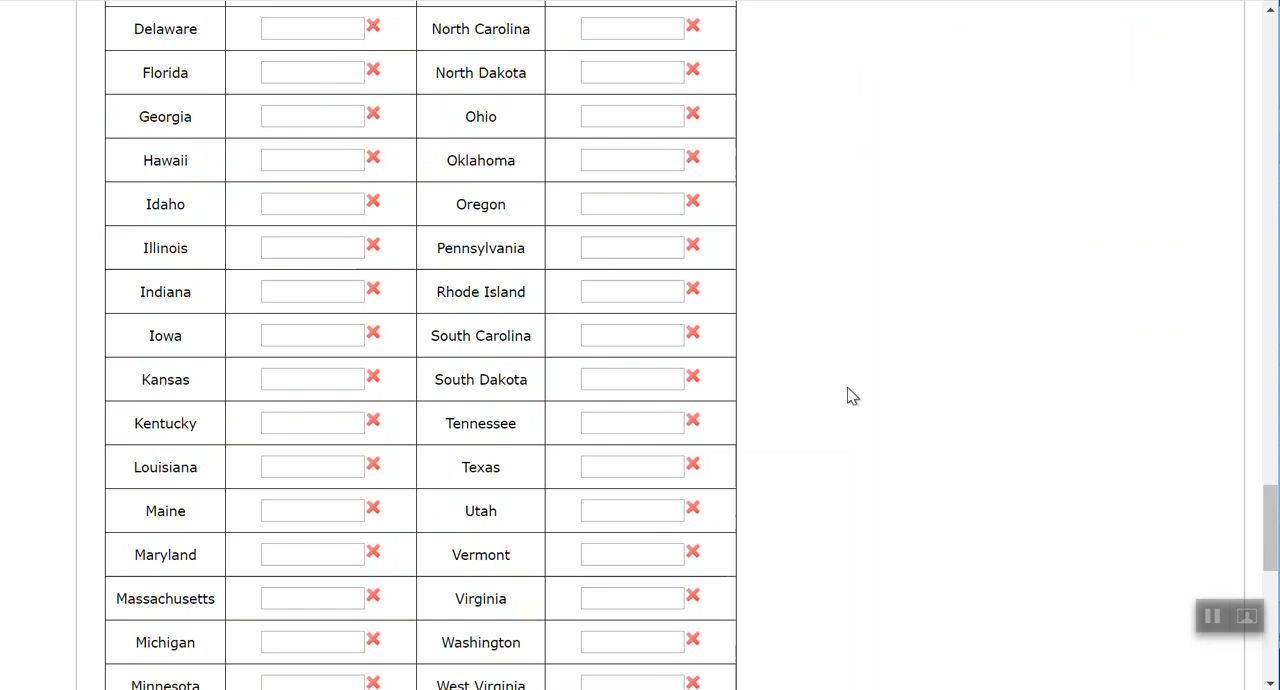 Delaware North Carolina
Florida North Dakota
Georgia Ohio
Hawaii Oklahoma
Idaho Oregon
Illinois Pennsylvania
Indiana Rhode Island
Iowa South Carolina
Kansas South Dakota
Kentucky Tennessee
Louisiana Texas
Maine Utah
Maryland Vermont
Massachusetts Virginia
Michigan Washington
Minnesota West Virginia